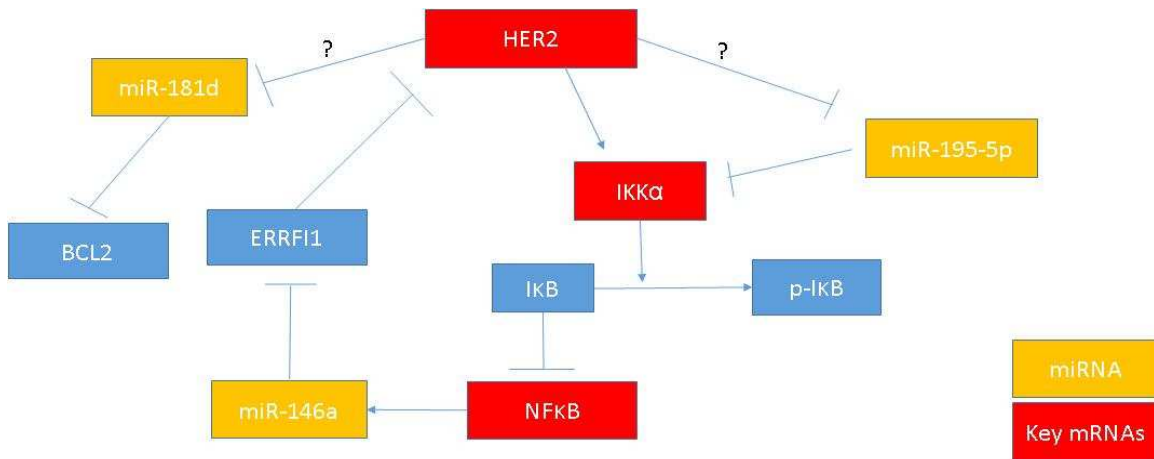 HER2
?
?
miR-181d
miR-195-5p
IKKα
BCL2
ERRFI1
IκB
p-IκB
miR-146a
NFκB
miRNA
Key mRNAs